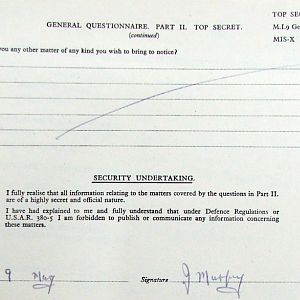 GENERAL QUESTIONNAIRE. PART II. TOP SECRET.
TOP SE
(continued)
M.I.9 Ge
MIS-X
you any other matter of any kind you wish to bring to notice?
SECURITY UNDERTAKING.
I fully realise that all information relating to the matters covered by the questions in Part II.
are of a highly secret and official nature.
I have had explained to me and fully understand that under Defence Regulations or
U.S.A.R. 380-5 I am forbidden to publish or communicate any information concerning
these matters.
9 May
Signature J Murphy